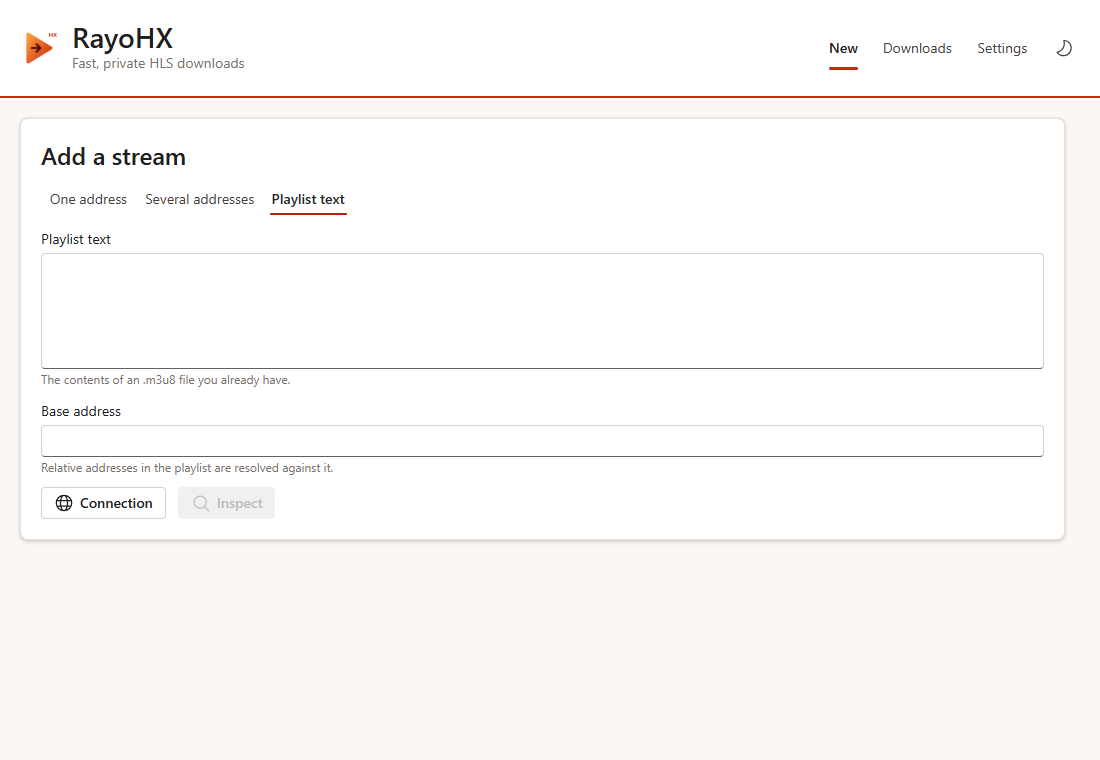 HX
RayoHX
Fast, private HLS downloads
New
Downloads
Settings
Add a stream
One address
Several addresses
Playlist text
Playlist text
The contents of an .m3u8 file you already have.
Base address
Relative addresses in the playlist are resolved against it.
Connection
Inspect